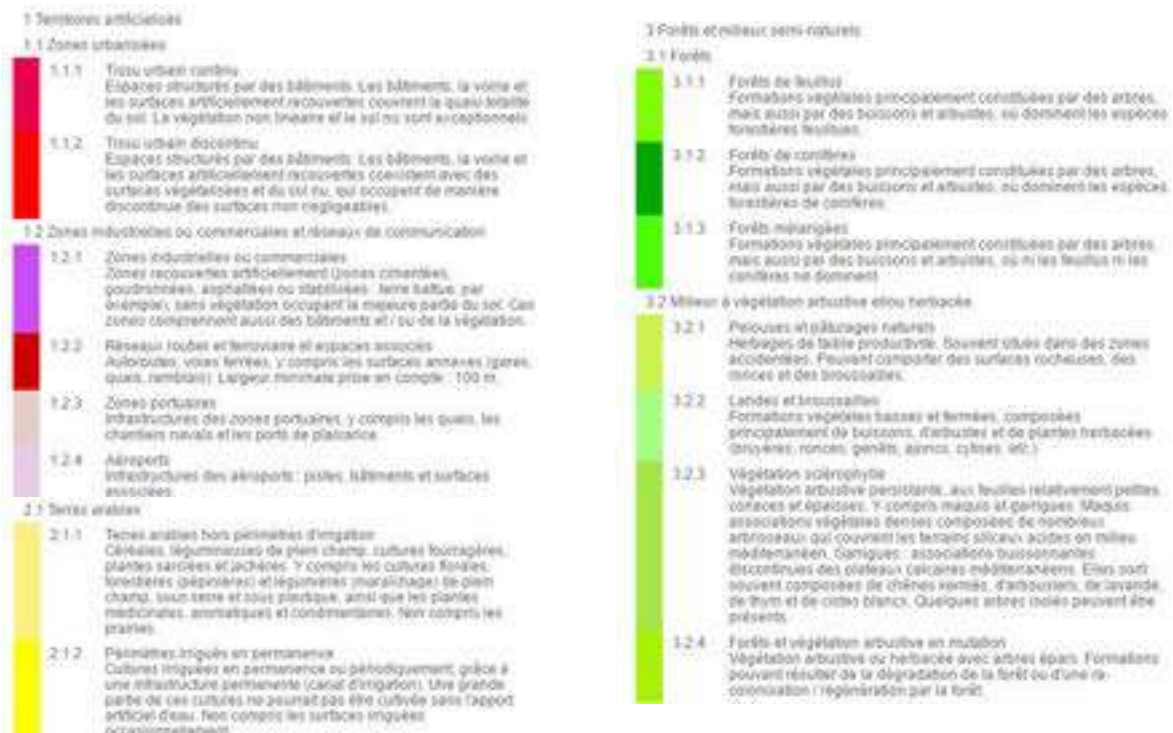 1 Territoires artificialisés
1.1 Zones urbanisées
1.1.1 Tissu urbain continu
Espaces structurés par des bâtiments. Les bâtiments, la voirie et
les surfaces artificiellement recouvertes couvrent la quasi-totalité
du sol. La végétation non linéaire et le sol nu sont exceptionnels.
1.1.2 Tissu urbain discontinu
Espaces structurés par des bâtiments. Les bâtiments, la voirie et
les surfaces artificiellement recouvertes coexistent avec des
surfaces végétalisées et du sol nu, qui occupent de manière
discontinue des surfaces non négligeables.
1.2 Zones industrielles ou commerciales et réseaux de communication
1.2.1 Zones industrielles ou commerciales
Zones recouvertes artificiellement (zones cimentées,
goudronnées, asphaltées ou stabilisées : terre battue, par
exemple), sans végétation occupant la majeure partie du sol. Ces
zones comprennent aussi des bâtiments et / ou de la végétation.
1.2.2 Réseaux routier et ferroviaire et espaces associés
Autoroutes, voies ferrées, y compris les surfaces annexes (gares,
quais, remblais). Largeur minimale prise en compte : 100 m.
1.2.3 Zones portuaires
Infrastructures des zones portuaires, y compris les quais, les
chantiers navals et les ports de plaisance.
1.2.4 Aéroports
Infrastructures des aéroports : pistes, bâtiments et surfaces
associées.
2.1 Terres arables
2.1.1 Terres arables hors périmètres d'irrigation
Céréales, légumineuses de plein champ, cultures fourragères,
plantes sarclées et jachères. Y compris les cultures florales,
forestières (pépinières) et légumières (maraîchage) de plein
champ, sous serre et sous plastique, ainsi que les plantes
médicinales, aromatiques et condimentaires. Non compris les
prairies.
2.1.2 Périmètres irrigués en permanence
Cultures irriguées en permanence ou périodiquement, grâce à
une infrastructure permanente (canal d'irrigation). Une grande
partie de ces cultures ne pourrait pas être cultivée sans l'apport
artificiel d'eau. Non compris les surfaces irriguées
occasionnellement.
3 Forêts et milieux semi-naturels
3.1 Forêts
3.1.1 Forêts de feuillus
Formations végétales principalement constituées par des arbres,
mais aussi par des buissons et arbustes, où dominent les espèces
forestières feuillues.
3.1.2 Forêts de conifères
Formations végétales principalement constituées par des arbres,
mais aussi par des buissons et arbustes, où dominent les espèces
forestières de conifères.
3.1.3 Forêts mélangées
Formations végétales principalement constituées par des arbres,
mais aussi par des buissons et arbustes, où ni les feuillus ni les
conifères ne dominent.
3.2 Milieux à végétation arbustive et/ou herbacée
3.2.1 Pelouses et pâturages naturels
Herbages de faible productivité. Souvent situés dans des zones
accidentées. Peuvent comporter des surfaces rocheuses, des
ronces et des broussailles.
3.2.2 Landes et broussailles
Formations végétales basses et fermées, composées
principalement de buissons, d'arbustes et de plantes herbacées
(bruyères, ronces, genêts, ajoncs, cytises, etc.)
3.2.3 Végétation sclérophylle
Végétation arbustive persistante, aux feuilles relativement petites,
coriaces et épaisses. Y compris maquis et garrigues. Maquis :
associations végétales denses composées de nombreux
arbrisseaux qui couvrent les terrains siliceux acides en milieu
méditerranéen. Garrigues : associations buissonnantes
discontinues des plateaux calcaires méditerranéens. Elles sont
souvent composées de chênes kermès, d'arbousiers, de lavande,
de thym et de cistes blancs. Quelques arbres isolés peuvent être
présents.
3.2.4 Forêts et végétation arbustive en mutation
Végétation arbustive ou herbacée avec arbres épars. Formations
pouvant résulter de la dégradation de la forêt ou d'une re-
colonisation / régénération par la forêt.